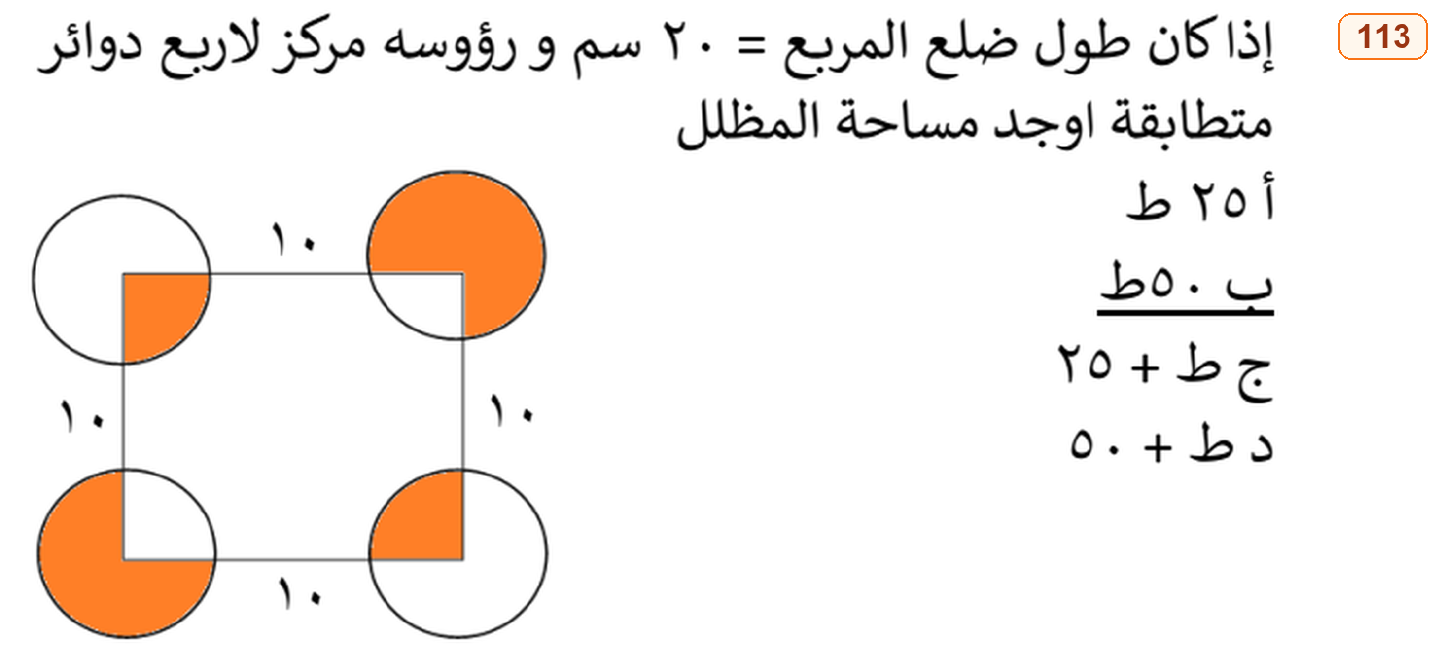 113
إذا كان طول ضلع المربع = ٢٠ سم و رؤوسه مركز لاربع دوائر
متطابقة اوجد مساحة المظلل
أ ٢٥ ط
ب ٥٠ط
ج ط + ٢٥
د ط + ٥٠
١٠
١٠
١٠
١٠